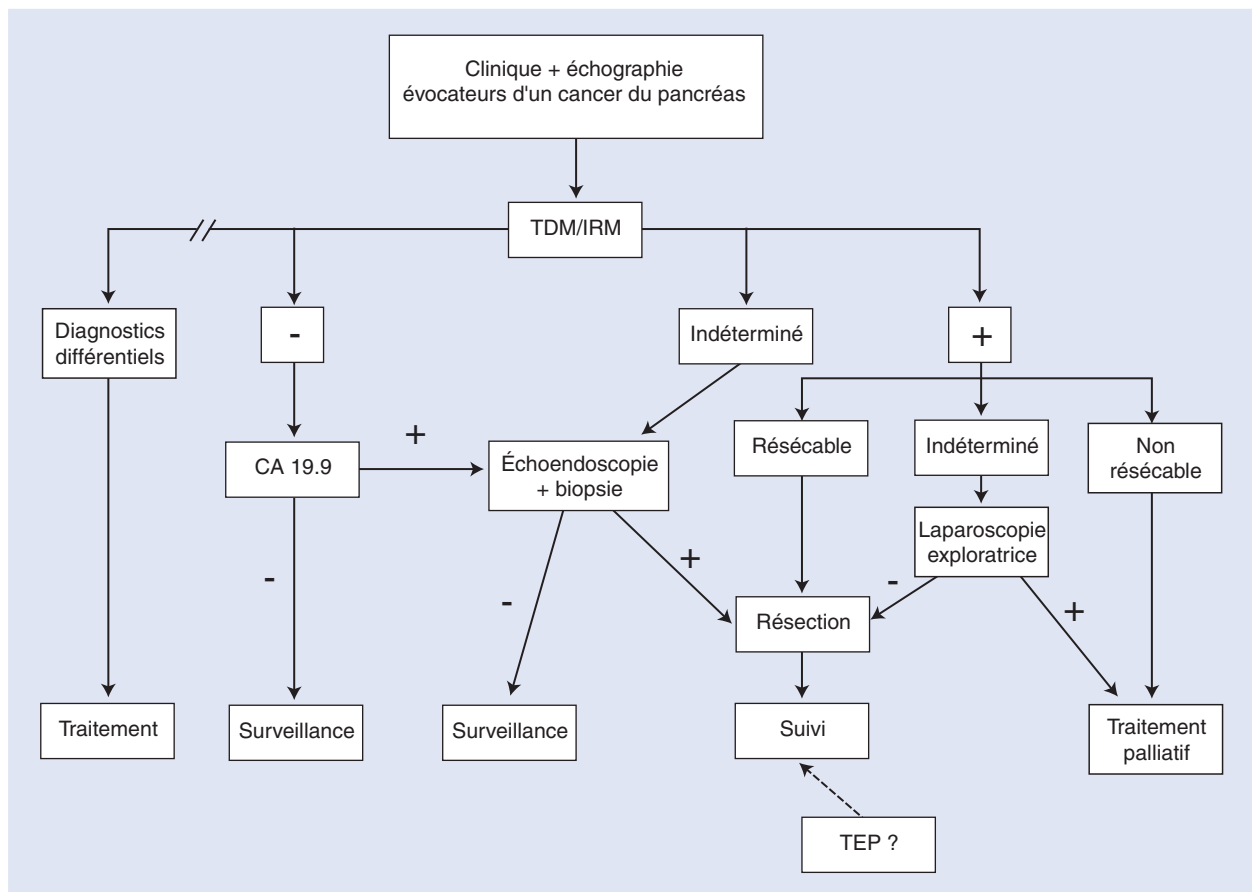 Clinique + échographie
évocateurs d'un cancer du pancréas
TDM/IRM
Diagnostics
différentiels
-
Indéterminé
+
CA 19.9
+
Échoendoscopie
+ biopsie
Résécable
Indéterminé
Non
résécable
Laparoscopie
exploratrice
-
-
+
-
+
Résection
Traitement
Surveillance
Surveillance
Suivi
Traitement
palliatif
TEP ?